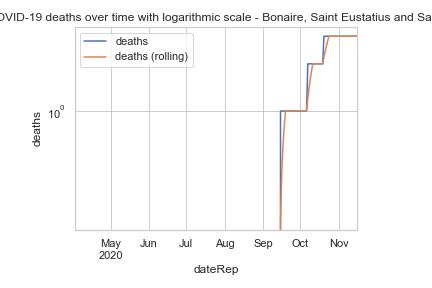 OVID-19 deaths over time with logarithmic scale - Bonaire, Saint Eustatius and Sa
deaths
deaths (rolling)
10⁰
deaths
May
2020
Jun
Jul
Aug
Sep
Oct
Nov
dateRep